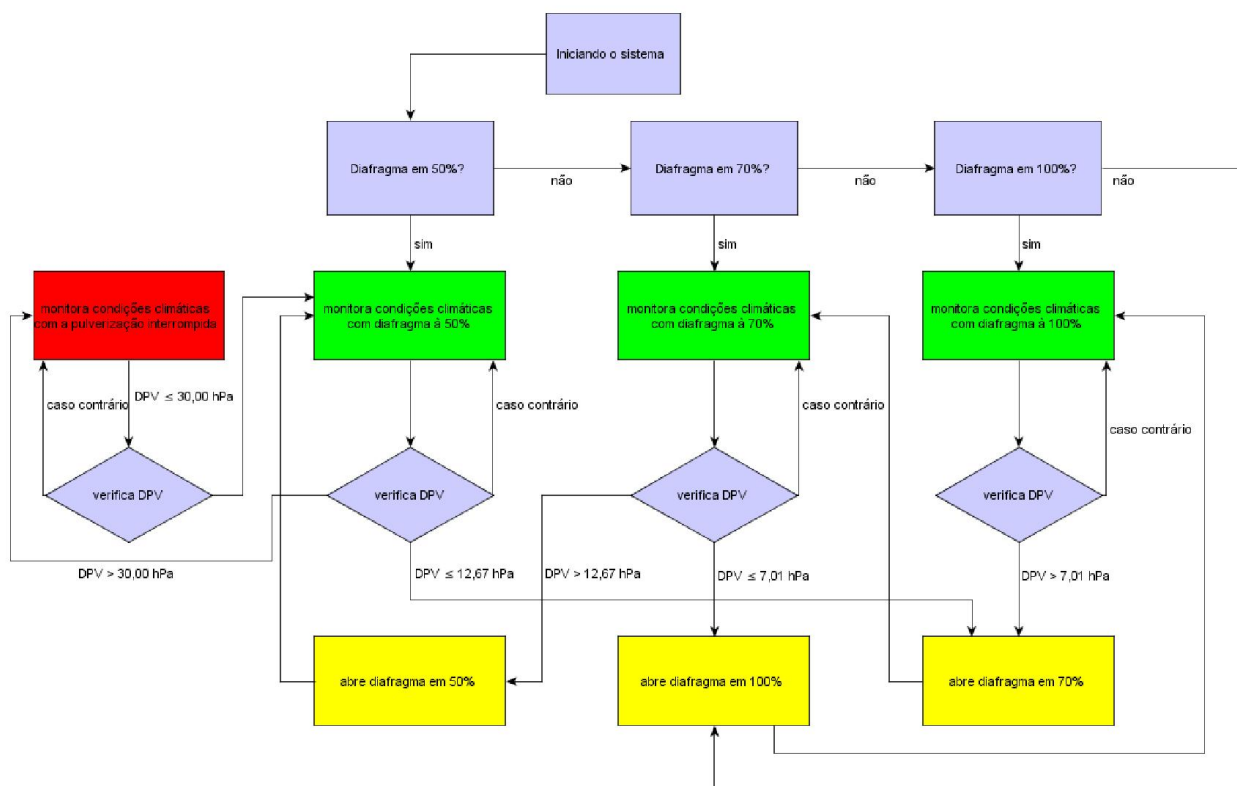 Iniciando o sistema
Diafragma em 50%?
não
Diafragma em 70%?
não
Diafragma em 100%?
não
sim
sim
sim
monitora condições climáticas
com a pulverização interrompida
monitora condições climáticas
com diafragma à 50%
monitora condições climáticas
com diafragma à 70%
monitora condições climáticas
com diafragma à 100%
caso contrário
DPV ≤ 30,00 hPa
caso contrário
caso contrário
caso contrário
verifica DPV
verifica DPV
verifica DPV
verifica DPV
DPV > 30,00 hPa
DPV ≤ 12,67 hPa
DPV > 12,67 hPa
DPV ≤ 7,01 hPa
DPV > 7,01 hPa
abre diafragma em 50%
abre diafragma em 100%
abre diafragma em 70%